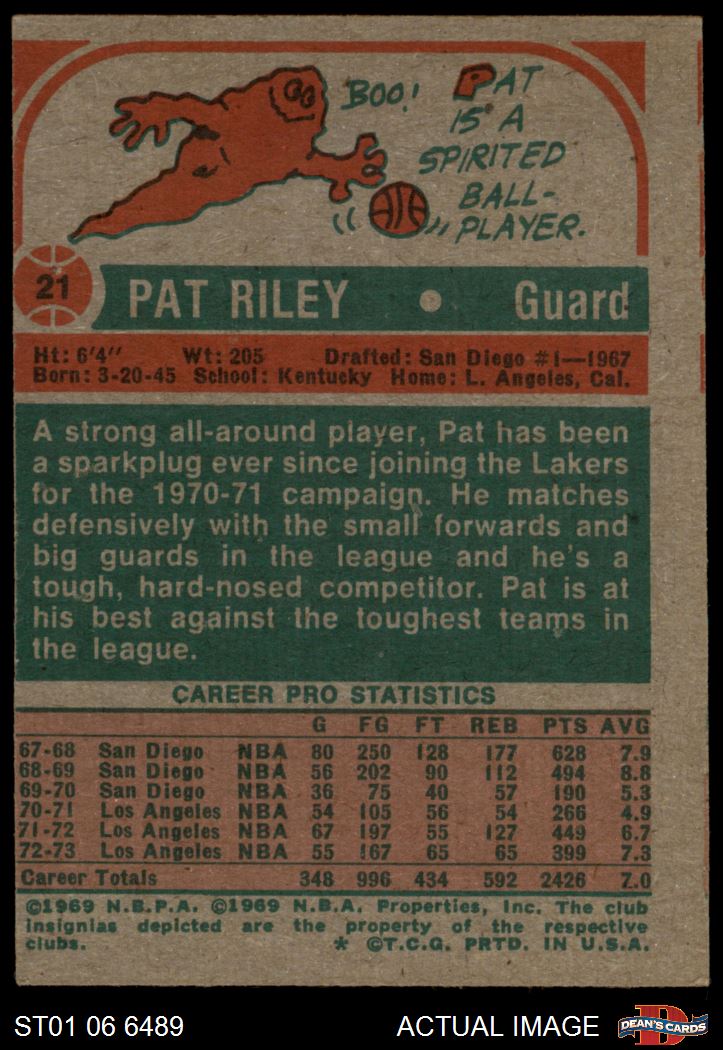 BOO! PAT
IS A
SPIRITED
BALL-
PLAYER.
21 PAT RILEY • Guard
Ht: 6'4" Wt: 205 Drafted: San Diego #1—1967
Born: 3-20-45 School: Kentucky Home: L. Angeles, Cal.
A strong all-around player, Pat has been
a sparkplug ever since joining the Lakers
for the 1970-71 campaign. He matches
defensively with the small forwards and
big guards in the league and he's a
tough, hard-nosed competitor. Pat is at
his best against the toughest teams in
the league.
CAREER PRO STATISTICS
G FG FT REB PTS AVG
67-68 San Diego NBA 80 250 128 177 628 7.9
68-69 San Diego NBA 56 202 90 112 494 8.8
69-70 San Diego NBA 36 75 40 57 190 5.3
70-71 Los Angeles NBA 54 105 56 54 266 4.9
71-72 Los Angeles NBA 67 197 55 127 449 6.7
72-73 Los Angeles NBA 55 167 65 65 399 7.3
Career Totals 348 996 434 592 2426 7.0
©1969 N.B.P.A. ©1969 N.B.A. Properties, Inc. The club
insignias depicted are the property of the respective
clubs. * ©T.C.G. PRTD. IN U.S.A.
ST01 06 6489 ACTUAL IMAGE D DEAN'S CARDS